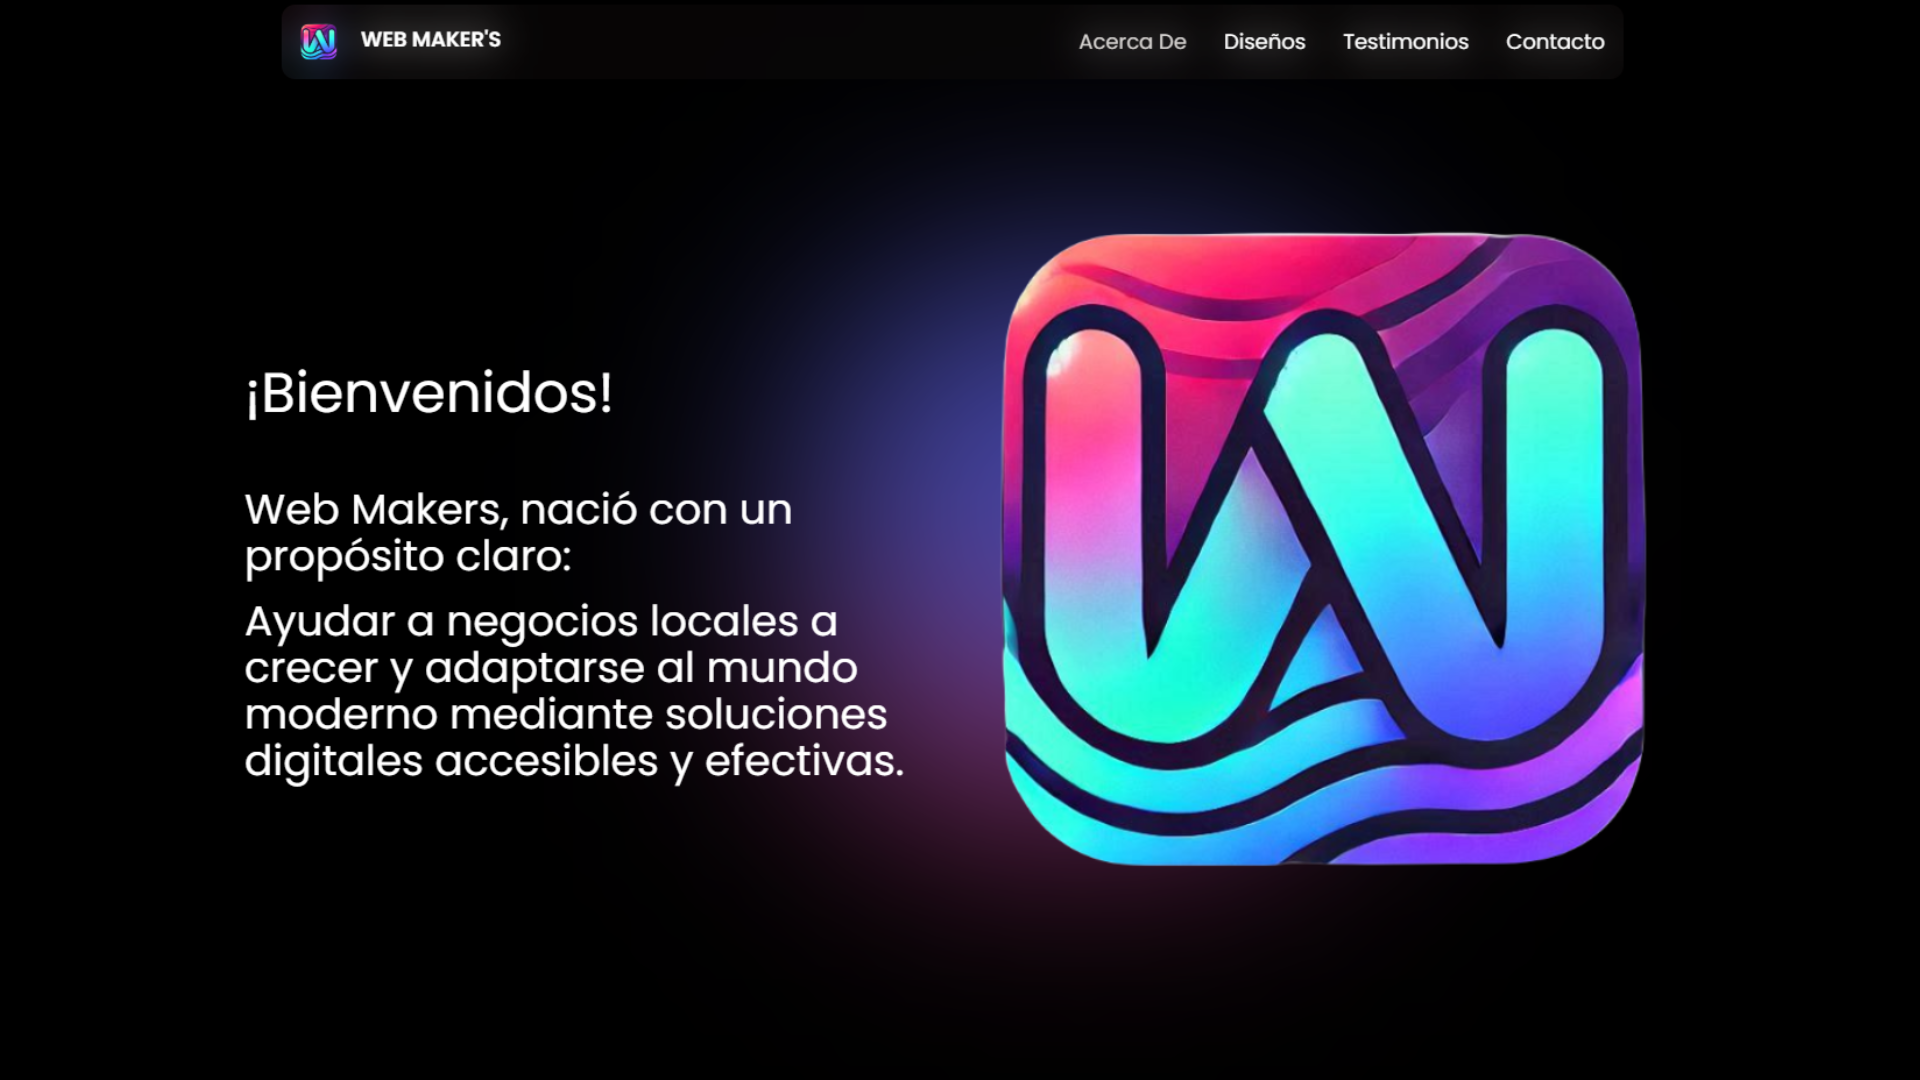 WEB MAKER'S
Acerca De
Diseños
Testimonios
Contacto
¡Bienvenidos!
Web Makers, nació con un
propósito claro:
Ayudar a negocios locales a
crecer y adaptarse al mundo
moderno mediante soluciones
digitales accesibles y efectivas.